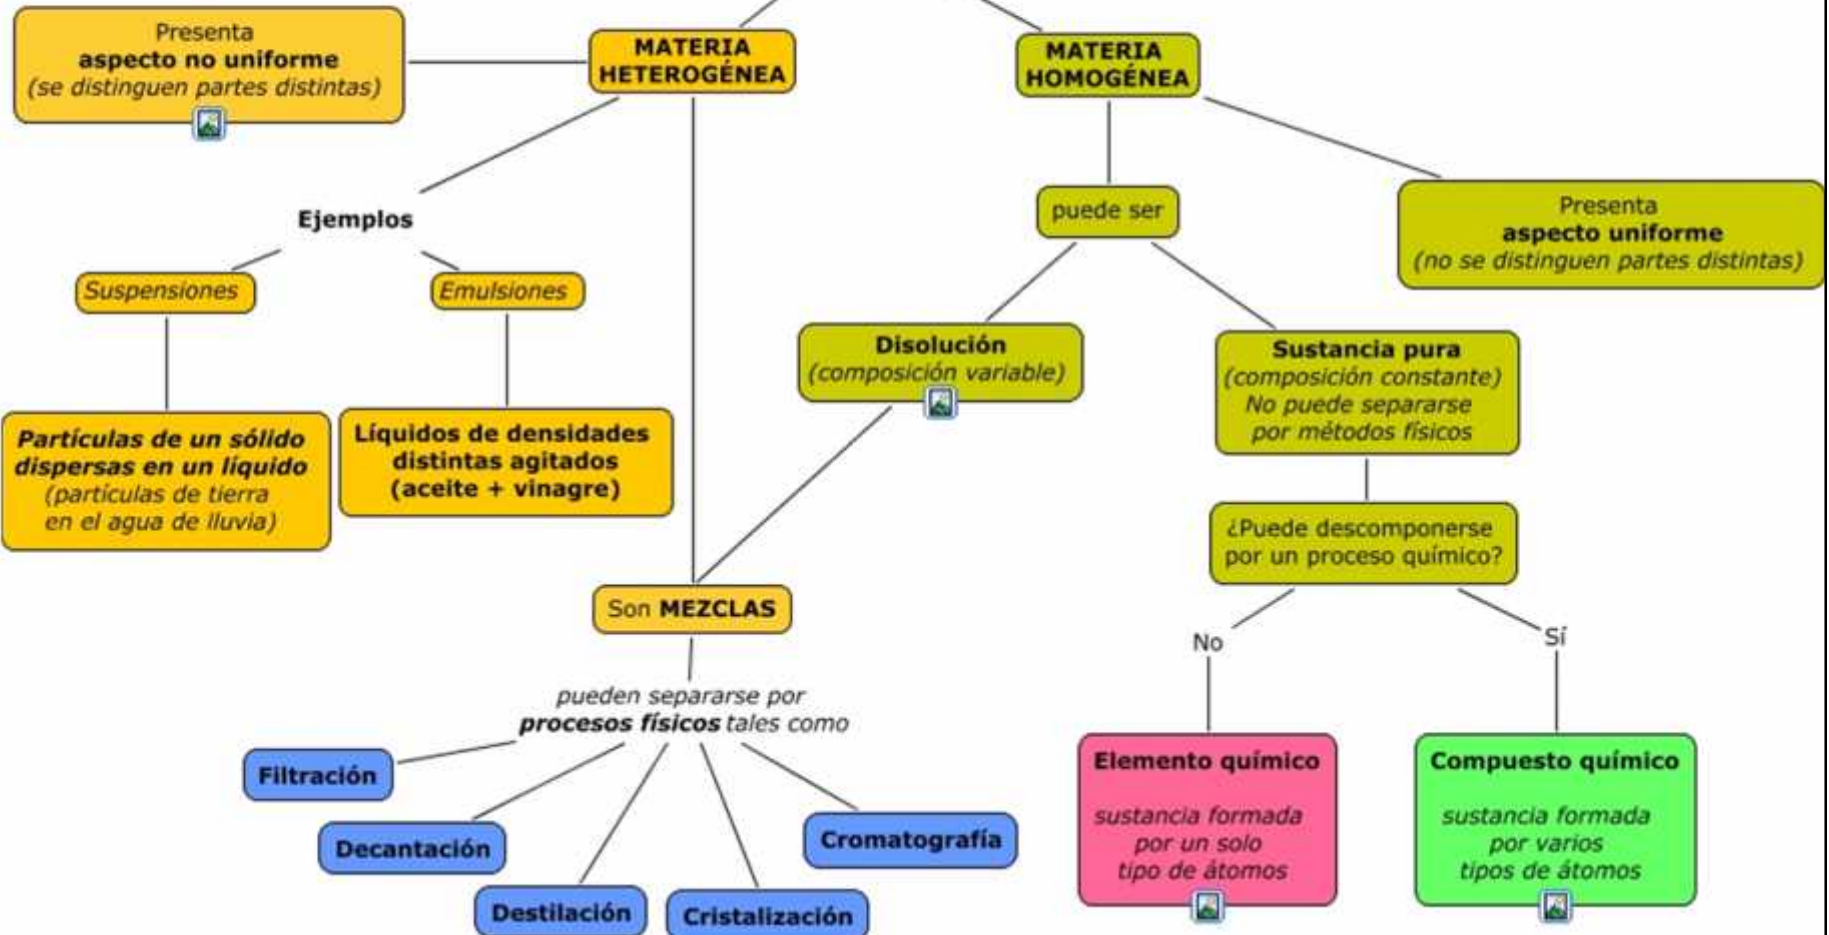 Presenta
aspecto no uniforme
(se distinguen partes distintas)
MATERIA
HETEROGÉNEA
MATERIA
HOMOGÉNEA
Ejemplos
puede ser
Presenta
aspecto uniforme
(no se distinguen partes distintas)
Suspensiones
Emulsiones
Disolución
(composición variable)
Sustancia pura
(composición constante)
No puede separarse
por métodos físicos
Partículas de un sólido
dispersas en un líquido
(partículas de tierra
en el agua de lluvia)
Líquidos de densidades
distintas agitados
(aceite + vinagre)
¿Puede descomponerse
por un proceso químico?
Son MEZCLAS
No
Sí
pueden separarse por
procesos físicos tales como
Filtración
Decantación
Destilación
Cristalización
Cromatografía
Elemento químico
sustancia formada
por un solo
tipo de átomos
Compuesto químico
sustancia formada
por varios
tipos de átomos